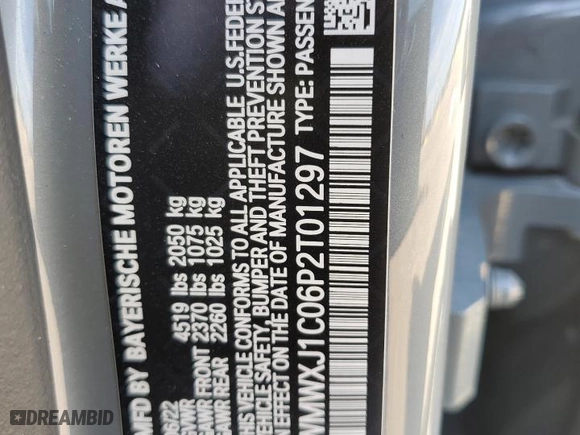 MFD BY BAYERISCHE MOTOREN WERKE A
06/22
GVWR 4519 lbs 2050 kg
GAWR FRONT 2370 lbs 1075 kg
GAWR REAR 2260 lbs 1025 kg
THIS VEHICLE CONFORMS TO ALL APPLICABLE U.S. FEDE
VEHICLE SAFETY, BUMPER AND THEFT PREVENTION S
EFFECT ON THE DATE OF MANUFACTURE SHOWN A
WMWXJ1C06P2T01297 TYPE: PASSEN
DREAMBID